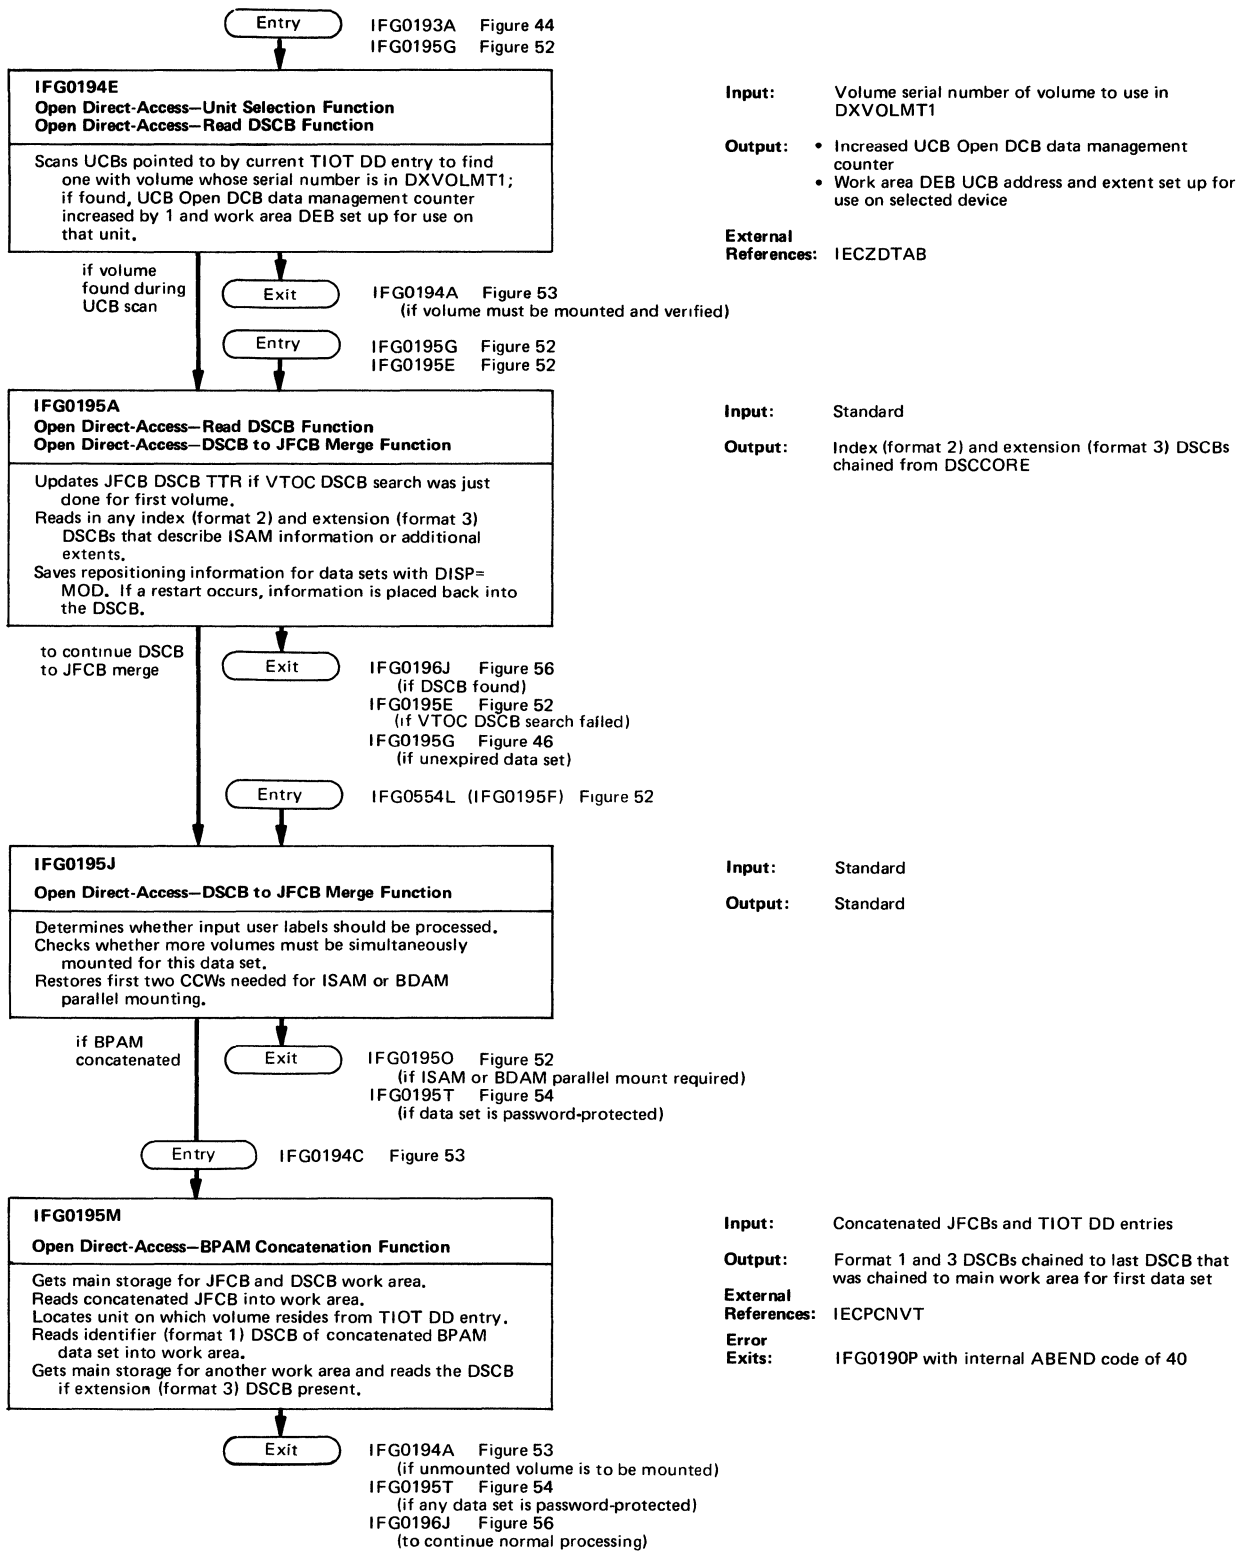 Entry
IFG0193A Figure 44
IFG0195G Figure 52
IFG0194E
Open Direct-Access—Unit Selection Function
Open Direct-Access—Read DSCB Function
Scans UCBs pointed to by current TIOT DD entry to find
one with volume whose serial number is in DXVOLMT1;
if found, UCB Open DCB data management counter
increased by 1 and work area DEB set up for use on
that unit.
Input: Volume serial number of volume to use in
DXVOLMT1
Output: • Increased UCB Open DCB data management
counter
• Work area DEB UCB address and extent set up for
use on selected device
External
References: IECZDTAB
if volume
found during
UCB scan
Exit
IFG0194A Figure 53
(if volume must be mounted and verified)
Entry
IFG0195G Figure 52
IFG0195E Figure 52
IFG0195A
Open Direct-Access—Read DSCB Function
Open Direct-Access—DSCB to JFCB Merge Function
Updates JFCB DSCB TTR if VTOC DSCB search was just
done for first volume.
Reads in any index (format 2) and extension (format 3)
DSCBs that describe ISAM information or additional
extents.
Saves repositioning information for data sets with DISP=
MOD. If a restart occurs, information is placed back into
the DSCB.
Input: Standard
Output: Index (format 2) and extension (format 3) DSCBs
chained from DSCCORE
to continue DSCB
to JFCB merge
Exit
IFG0196J Figure 56
(if DSCB found)
IFG0195E Figure 52
(if VTOC DSCB search failed)
IFG0195G Figure 46
(if unexpired data set)
Entry
IFG0554L (IFG0195F) Figure 52
IFG0195J
Open Direct-Access—DSCB to JFCB Merge Function
Determines whether input user labels should be processed.
Checks whether more volumes must be simultaneously
mounted for this data set.
Restores first two CCWs needed for ISAM or BDAM
parallel mounting.
Input: Standard
Output: Standard
if BPAM
concatenated
Exit
IFG0195O Figure 52
(if ISAM or BDAM parallel mount required)
IFG0195T Figure 54
(if data set is password-protected)
Entry
IFG0194C Figure 53
IFG0195M
Open Direct-Access—BPAM Concatenation Function
Gets main storage for JFCB and DSCB work area.
Reads concatenated JFCB into work area.
Locates unit on which volume resides from TIOT DD entry.
Reads identifier (format 1) DSCB of concatenated BPAM
data set into work area.
Gets main storage for another work area and reads the DSCB
if extension (format 3) DSCB present.
Input: Concatenated JFCBs and TIOT DD entries
Output: Format 1 and 3 DSCBs chained to last DSCB that
was chained to main work area for first data set
External
References: IECPCNVT
Error
Exits: IFG0190P with internal ABEND code of 40
Exit
IFG0194A Figure 53
(if unmounted volume is to be mounted)
IFG0195T Figure 54
(if any data set is password-protected)
IFG0196J Figure 56
(to continue normal processing)